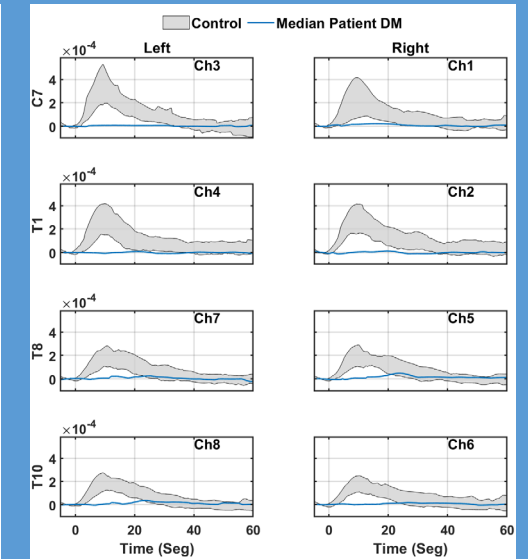 Control Median Patient DM
Left Right
×10-4
C7
4
2
0
Ch3
Ch1
×10-4
T1
4
2
0
Ch4
Ch2
×10-4
T8
4
2
0
Ch7
Ch5
×10-4
T10
4
2
0
Ch8
Ch6
0 20 40 60
0 20 40 60
Time (Seg)
Time (Seg)